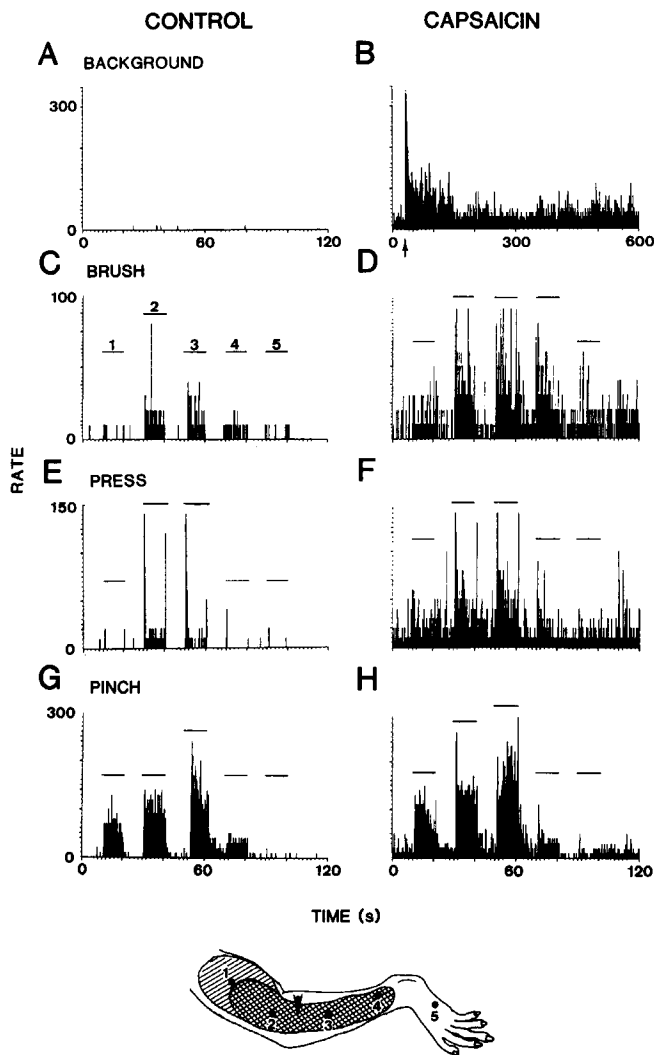 CONTROL CAPSAICIN
A BACKGROUND B
300
0
0 60 120 0 300 600
C BRUSH D
100
1 2 3 4 5
0
E PRESS F
150
0
RATE
G PINCH H
300
0
0 60 120 0 60 120
TIME (s)
1 2 3 4 5